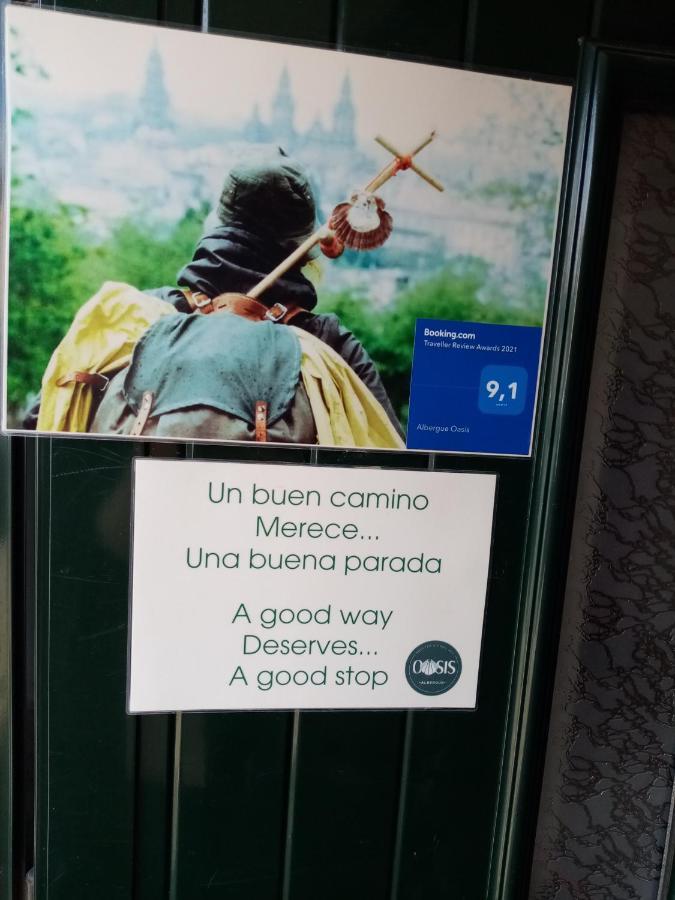 Booking.com
Traveller Review Awards 2021
9,1
Albergue Oasis
Un buen camino
Merece...
Una buena parada
A good way
Deserves...
A good stop
OASIS
-ALBERGUE-